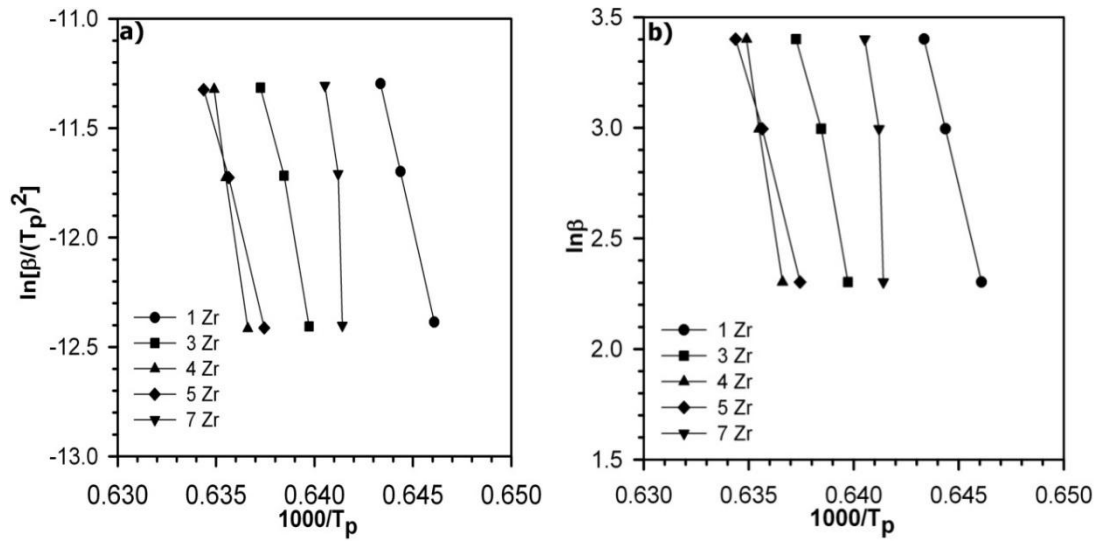 a)
-11.0
-11.5
-12.0
-12.5
-13.0
ln[β/(Tp)2]
1 Zr
3 Zr
4 Zr
5 Zr
7 Zr
0.630 0.635 0.640 0.645 0.650
1000/Tp
b)
3.5
3.0
2.5
2.0
1.5
lnβ
1 Zr
3 Zr
4 Zr
5 Zr
7 Zr
0.630 0.635 0.640 0.645 0.650
1000/Tp